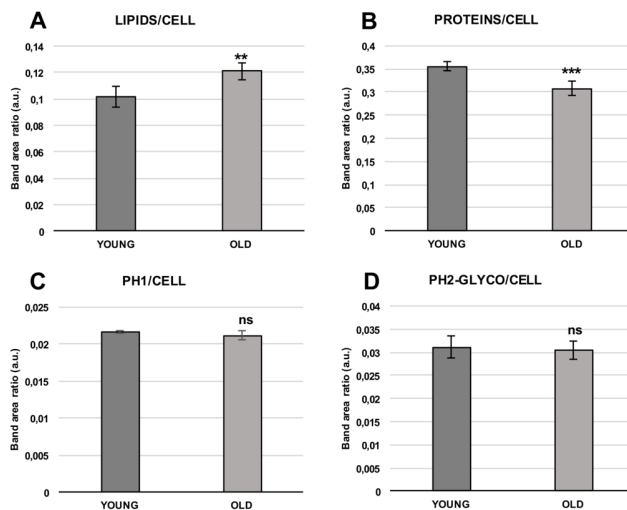 A
LIPIDS/CELL
Band area ratio (a.u.)
0,14
0,12
0,1
0,08
0,06
0,04
0,02
0
**
YOUNG
OLD
B
PROTEINS/CELL
Band area ratio (a.u.)
0,4
0,35
0,3
0,25
0,2
0,15
0,1
0,05
0
***
YOUNG
OLD
C
PH1/CELL
Band area ratio (a.u.)
0,025
0,02
0,015
0,01
0,005
0
ns
YOUNG
OLD
D
PH2-GLYCO/CELL
Band area ratio (a.u.)
0,04
0,035
0,03
0,025
0,02
0,015
0,01
0,005
0
ns
YOUNG
OLD